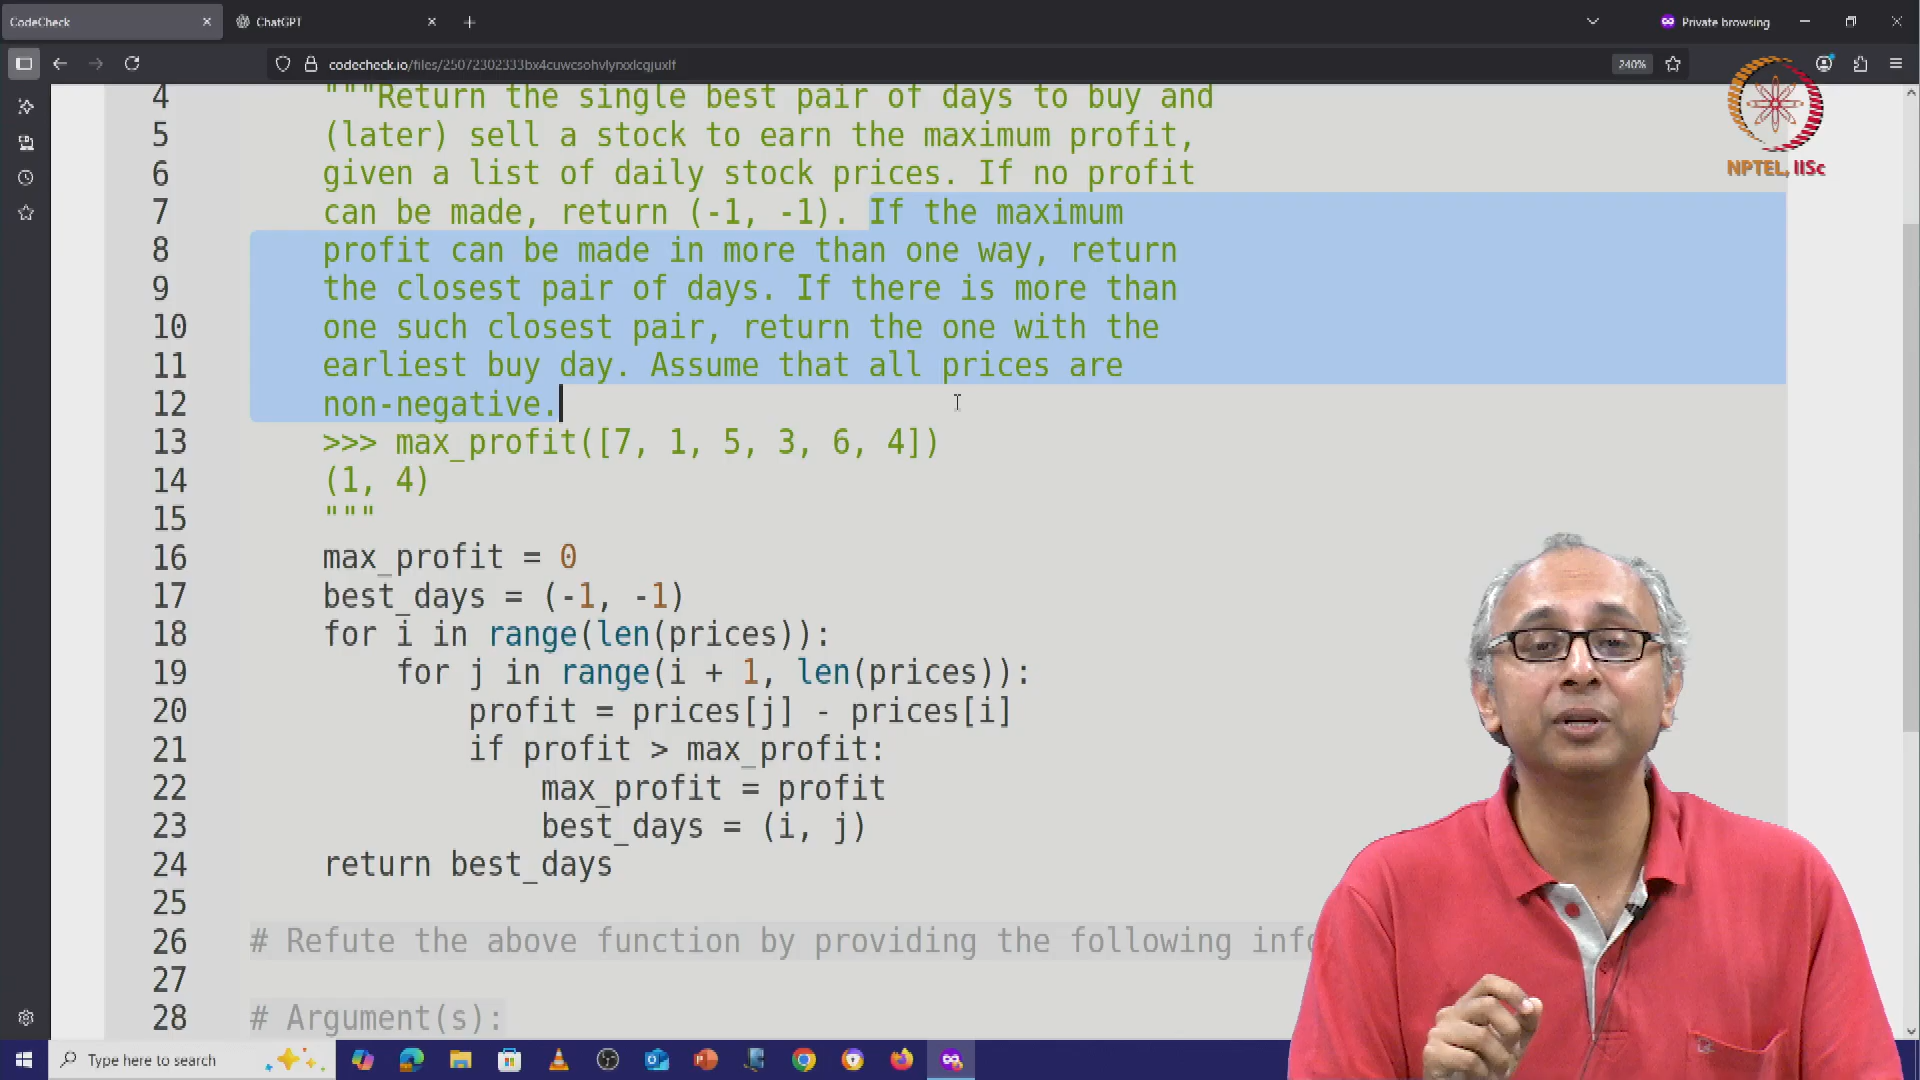 CodeCheck
ChatGPT
Private browsing
codecheck.io/files/25072302333bx4cuwcsohvlyrxxlcgjuxlf
240%
NPTEL, IISc
4 """Return the single best pair of days to buy and
5 (later) sell a stock to earn the maximum profit,
6 given a list of daily stock prices. If no profit
7 can be made, return (-1, -1). If the maximum
8 profit can be made in more than one way, return
9 the closest pair of days. If there is more than
10 one such closest pair, return the one with the
11 earliest buy day. Assume that all prices are
12 non-negative.
13 >>> max_profit([7, 1, 5, 3, 6, 4])
14 (1, 4)
15 """
16 max_profit = 0
17 best_days = (-1, -1)
18 for i in range(len(prices)):
19 for j in range(i + 1, len(prices)):
20 profit = prices[j] - prices[i]
21 if profit > max_profit:
22 max_profit = profit
23 best_days = (i, j)
24 return best_days
25
26 # Refute the above function by providing the following info
27
28 # Argument(s):
Type here to search